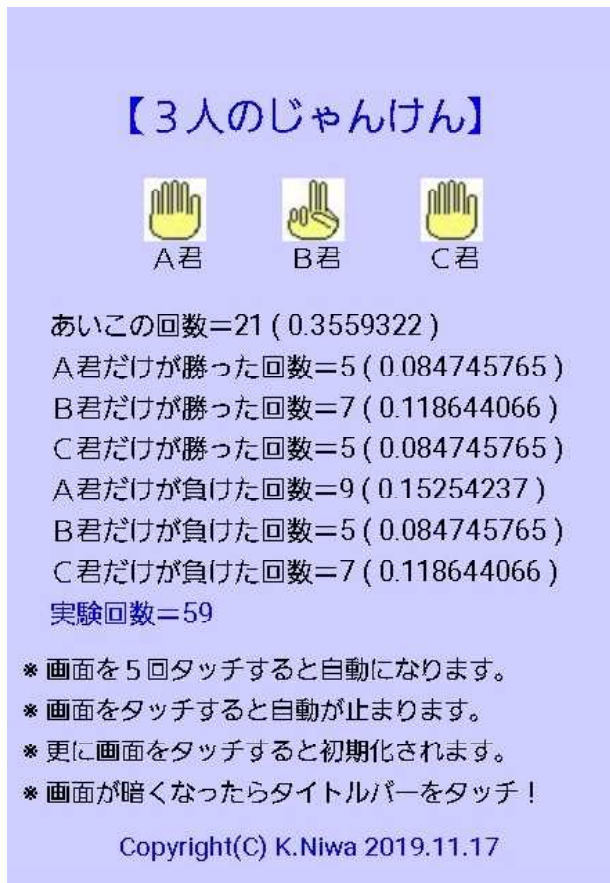 【３人のじゃんけん】
Ａ君 Ｂ君 Ｃ君
あいこの回数＝21 ( 0.3559322 )
Ａ君だけが勝った回数＝5 ( 0.084745765 )
Ｂ君だけが勝った回数＝7 ( 0.118644066 )
Ｃ君だけが勝った回数＝5 ( 0.084745765 )
Ａ君だけが負けた回数＝9 ( 0.15254237 )
Ｂ君だけが負けた回数＝5 ( 0.084745765 )
Ｃ君だけが負けた回数＝7 ( 0.118644066 )
実験回数＝59
※画面を５回タッチすると自動になります。
※画面をタッチすると自動が止まります。
※更に画面をタッチすると初期化されます。
※画面が暗くなったらタイトルバーをタッチ！
Copyright(C) K.Niwa 2019.11.17